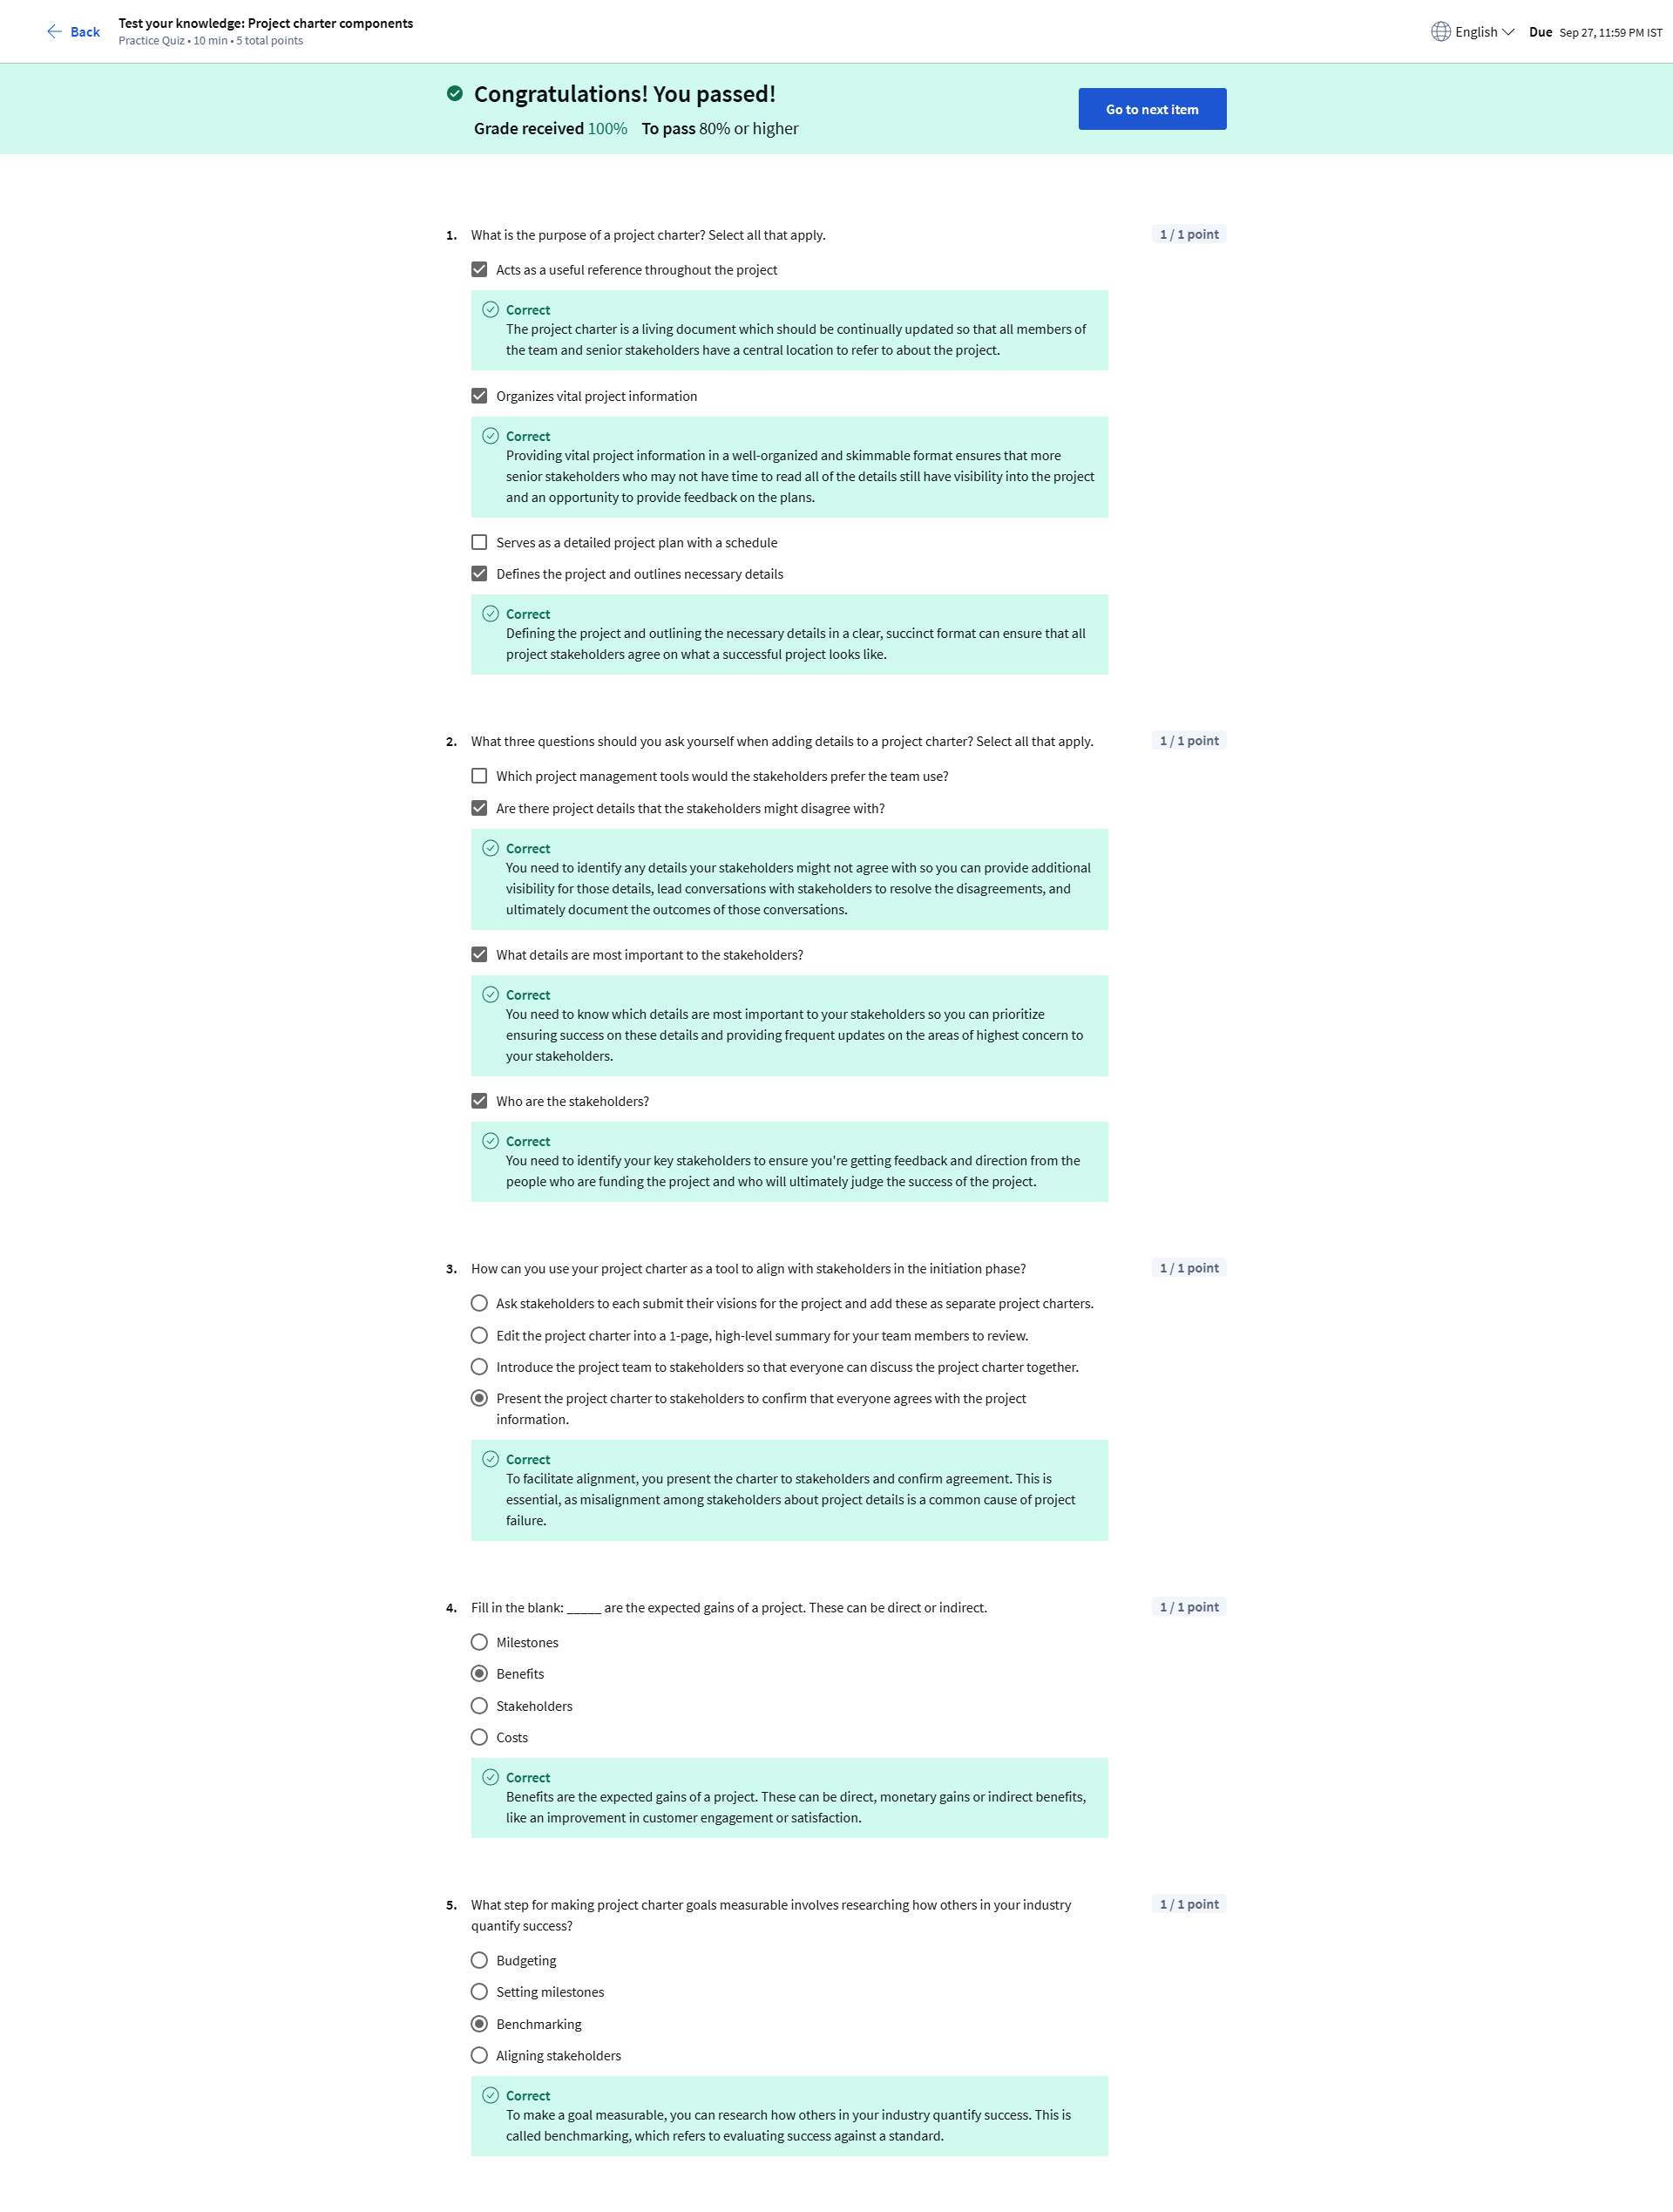 Back
Test your knowledge: Project charter components
Practice Quiz • 10 min • 5 total points
English
Due Sep 27, 11:59 PM IST
Congratulations! You passed!
Grade received 100% To pass 80% or higher
Go to next item
1. What is the purpose of a project charter? Select all that apply.
1 / 1 point
Acts as a useful reference throughout the project
Correct
The project charter is a living document which should be continually updated so that all members of
the team and senior stakeholders have a central location to refer to about the project.
Organizes vital project information
Correct
Providing vital project information in a well-organized and skimmable format ensures that more
senior stakeholders who may not have time to read all of the details still have visibility into the project
and an opportunity to provide feedback on the plans.
Serves as a detailed project plan with a schedule
Defines the project and outlines necessary details
Correct
Defining the project and outlining the necessary details in a clear, succinct format can ensure that all
project stakeholders agree on what a successful project looks like.
2. What three questions should you ask yourself when adding details to a project charter? Select all that apply.
1 / 1 point
Which project management tools would the stakeholders prefer the team use?
Are there project details that the stakeholders might disagree with?
Correct
You need to identify any details your stakeholders might not agree with so you can provide additional
visibility for those details, lead conversations with stakeholders to resolve the disagreements, and
ultimately document the outcomes of those conversations.
What details are most important to the stakeholders?
Correct
You need to know which details are most important to your stakeholders so you can prioritize
ensuring success on these details and providing frequent updates on the areas of highest concern to
your stakeholders.
Who are the stakeholders?
Correct
You need to identify your key stakeholders to ensure you're getting feedback and direction from the
people who are funding the project and who will ultimately judge the success of the project.
3. How can you use your project charter as a tool to align with stakeholders in the initiation phase?
1 / 1 point
Ask stakeholders to each submit their visions for the project and add these as separate project charters.
Edit the project charter into a 1-page, high-level summary for your team members to review.
Introduce the project team to stakeholders so that everyone can discuss the project charter together.
Present the project charter to stakeholders to confirm that everyone agrees with the project
information.
Correct
To facilitate alignment, you present the charter to stakeholders and confirm agreement. This is
essential, as misalignment among stakeholders about project details is a common cause of project
failure.
4. Fill in the blank: _____ are the expected gains of a project. These can be direct or indirect.
1 / 1 point
Milestones
Benefits
Stakeholders
Costs
Correct
Benefits are the expected gains of a project. These can be direct, monetary gains or indirect benefits,
like an improvement in customer engagement or satisfaction.
5. What step for making project charter goals measurable involves researching how others in your industry
quantify success?
1 / 1 point
Budgeting
Setting milestones
Benchmarking
Aligning stakeholders
Correct
To make a goal measurable, you can research how others in your industry quantify success. This is
called benchmarking, which refers to evaluating success against a standard.